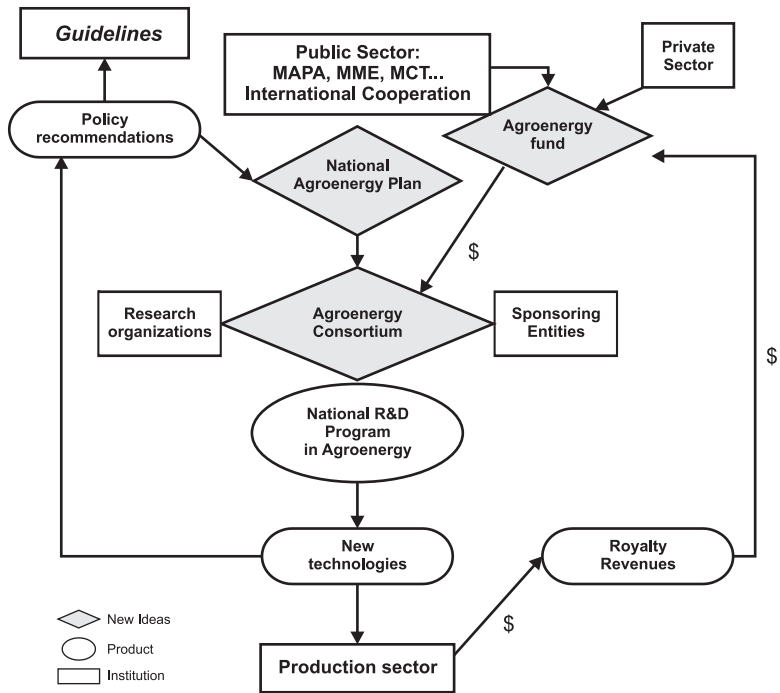 Guidelines
Public Sector:
MAPA, MME, MCT...
International Cooperation
Private
Sector
Policy
recommendations
Agroenergy
fund
National
Agroenergy Plan
$
Research
organizations
Agroenergy
Consortium
Sponsoring
Entities
$
National R&D
Program
in Agroenergy
New
technologies
Royalty
Revenues
$
Production sector
New Ideas
Product
Institution